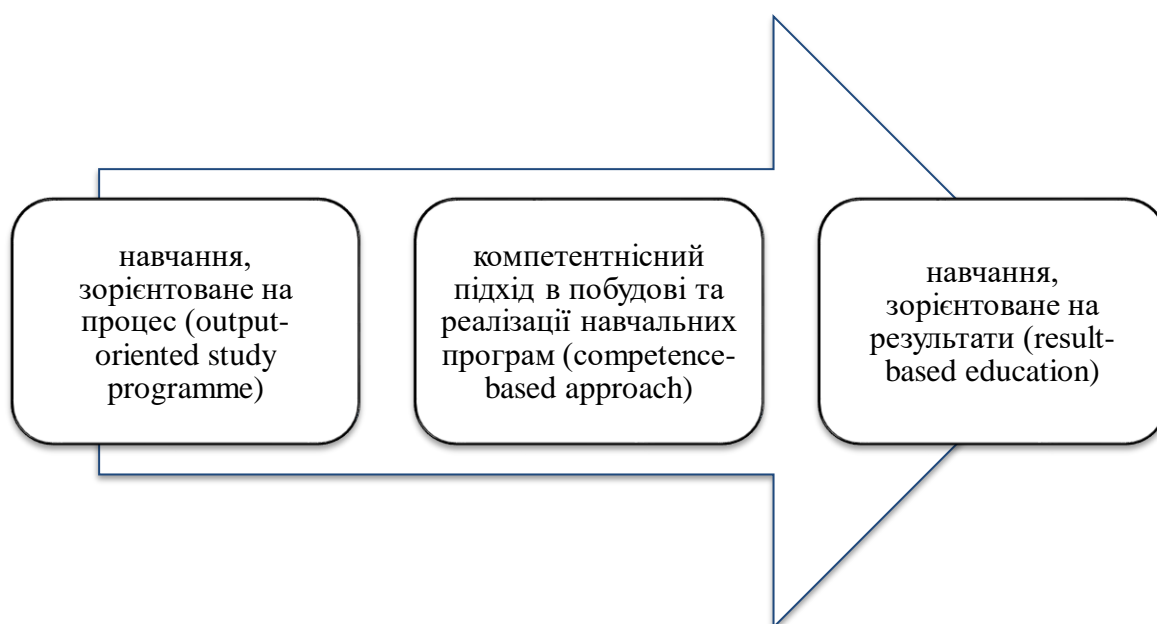 навчання,
зорієнтоване на
процес (output-
oriented study
programme)
компетентнісний
підхід в побудові та
реалізації навчальних
програм (competence-
based approach)
навчання,
зорієнтоване на
результати (result-
based education)